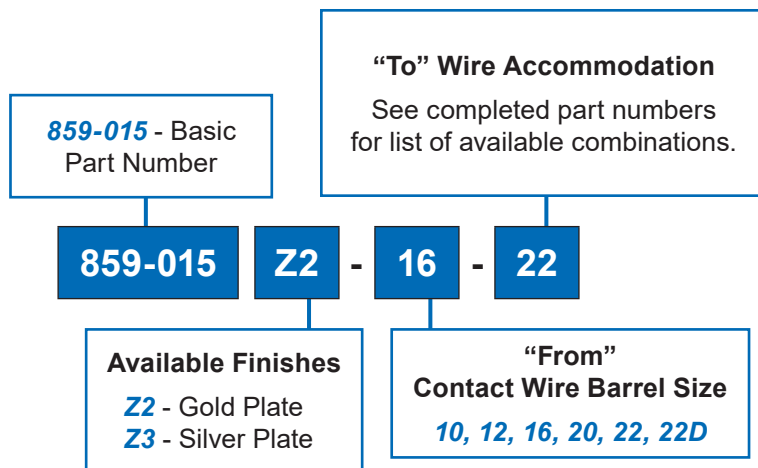 “To” Wire Accommodation
See completed part numbers
for list of available combinations.
859-015 - Basic
Part Number
859-015 Z2 - 16 - 22
Available Finishes
Z2 - Gold Plate
Z3 - Silver Plate
“From”
Contact Wire Barrel Size
10, 12, 16, 20, 22, 22D